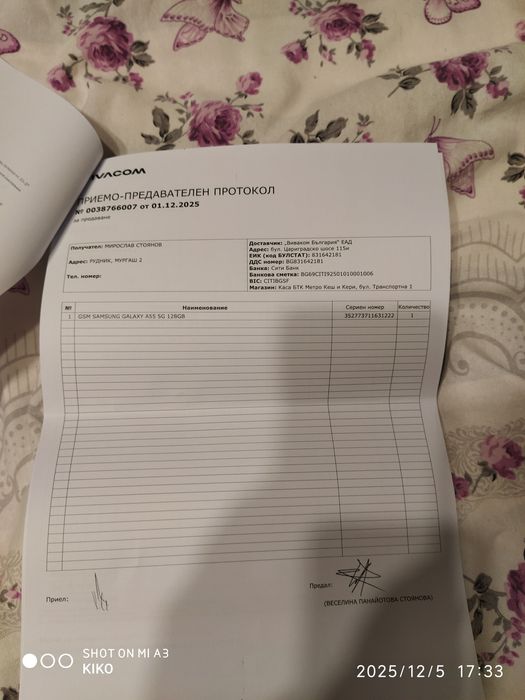 VIVACOM
ПРИЕМО-ПРЕДАВАТЕЛЕН ПРОТОКОЛ
№ 0038766007 от 01.12.2025
за продаване
Получател: МИРОСЛАВ СТОЯНОВ
Адрес: РУДНИК, МУРГАШ 2
Тел. номер:
Доставчик: „Виваком България" ЕАД
Адрес: бул. Цариградско шосе 115и
ЕИК (код БУЛСТАТ): 831642181
ДДС номер: BG831642181
Банка: Сити Банк
Банкова сметка: BG69CITI92501010001006
BIC: CITIBGSF
Магазин: Каса БТК Метро Кеш и Кери, бул. Транспортна 1
№ Наименование Сериен номер Количество
1 GSM SAMSUNG GALAXY A55 5G 128GB 352773711631222 1
Приел:
Предал:
(ВЕСЕЛИНА ПАНАЙОТОВА СТОЯНОВА)
SHOT ON MI A3
KIKO
2025/12/5 17:33